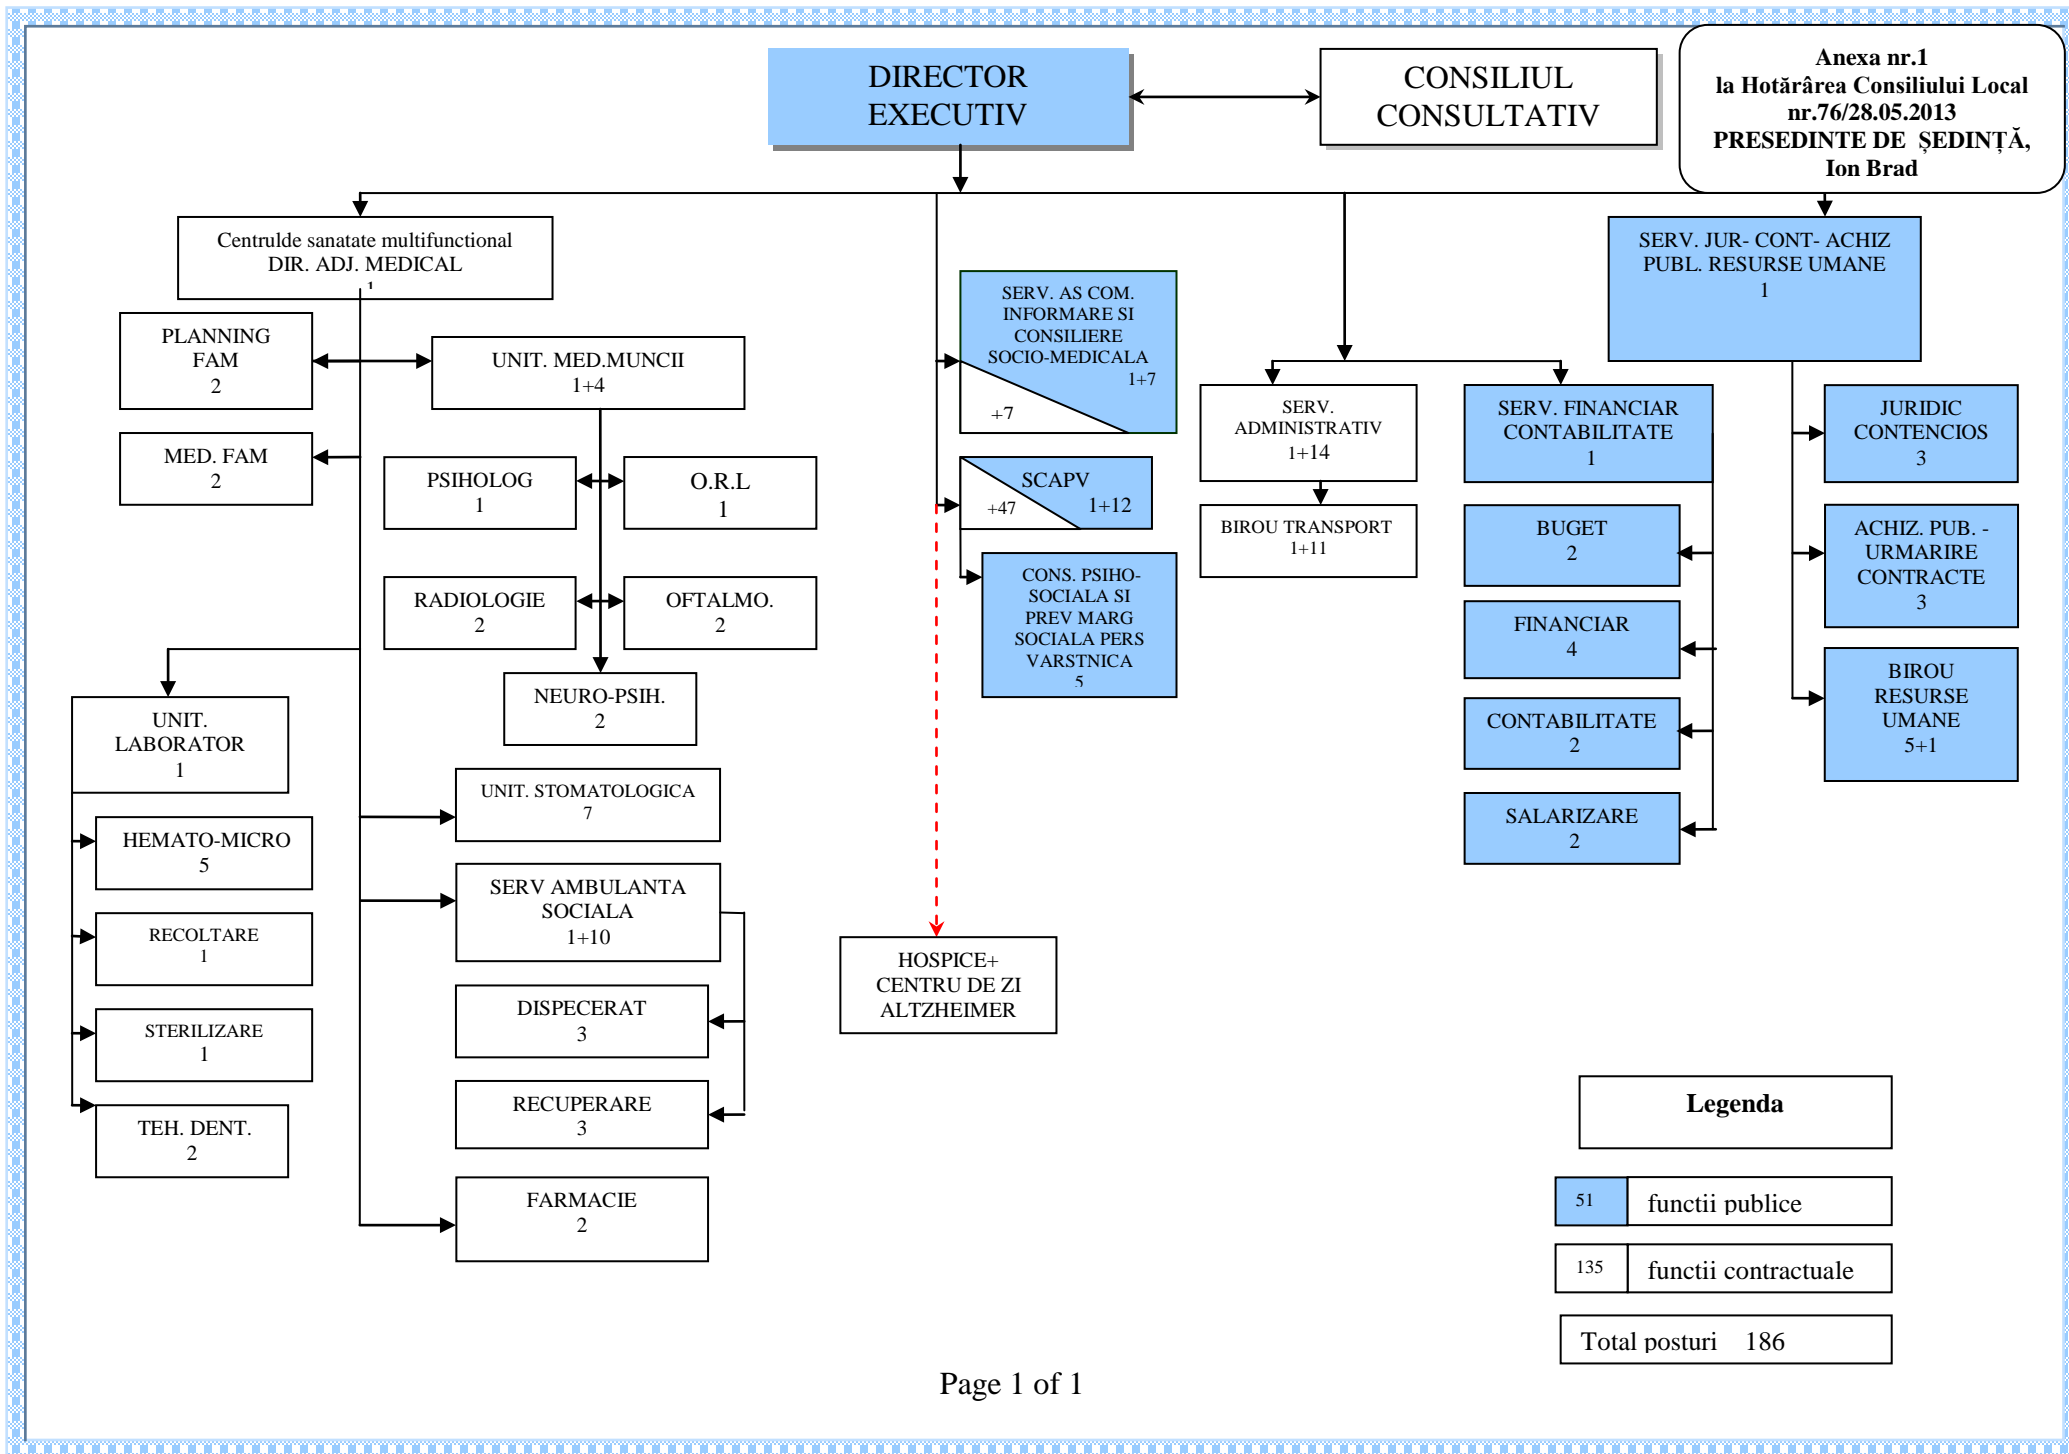 DIRECTOR
EXECUTIV
CONSILIUL
CONSULTATIV
Anexa nr.1
la Hotărârea Consiliului Local
nr.76/28.05.2013
PRESEDINTE DE ȘEDINȚĂ,
Ion Brad
Centrulde sanatate multifunctional
DIR. ADJ. MEDICAL
1
PLANNING
FAM
2
UNIT. MED.MUNCII
1+4
MED. FAM
2
PSIHOLOG
1
O.R.L
1
RADIOLOGIE
2
OFTALMO.
2
NEURO-PSIH.
2
UNIT.
LABORATOR
1
HEMATO-MICRO
5
RECOLTARE
1
STERILIZARE
1
TEH. DENT.
2
UNIT. STOMATOLOGICA
7
SERV AMBULANTA
SOCIALA
1+10
DISPECERAT
3
RECUPERARE
3
FARMACIE
2
SERV. AS COM.
INFORMARE SI
CONSILIERE
SOCIO-MEDICALA
1+7
+7
SCAPV
+47
1+12
CONS. PSIHO-
SOCIALA SI
PREV MARG
SOCIALA PERS
VARSTNICA
5
HOSPICE+
CENTRU DE ZI
ALTZHEIMER
SERV.
ADMINISTRATIV
1+14
BIROU TRANSPORT
1+11
SERV. FINANCIAR
CONTABILITATE
1
BUGET
2
FINANCIAR
4
CONTABILITATE
2
SALARIZARE
2
SERV. JUR- CONT- ACHIZ
PUBL. RESURSE UMANE
1
JURIDIC
CONTENCIOS
3
ACHIZ. PUB. -
URMARIRE
CONTRACTE
3
BIROU
RESURSE
UMANE
5+1
Legenda
51 functii publice
135 functii contractuale
Total posturi 186
Page 1 of 1